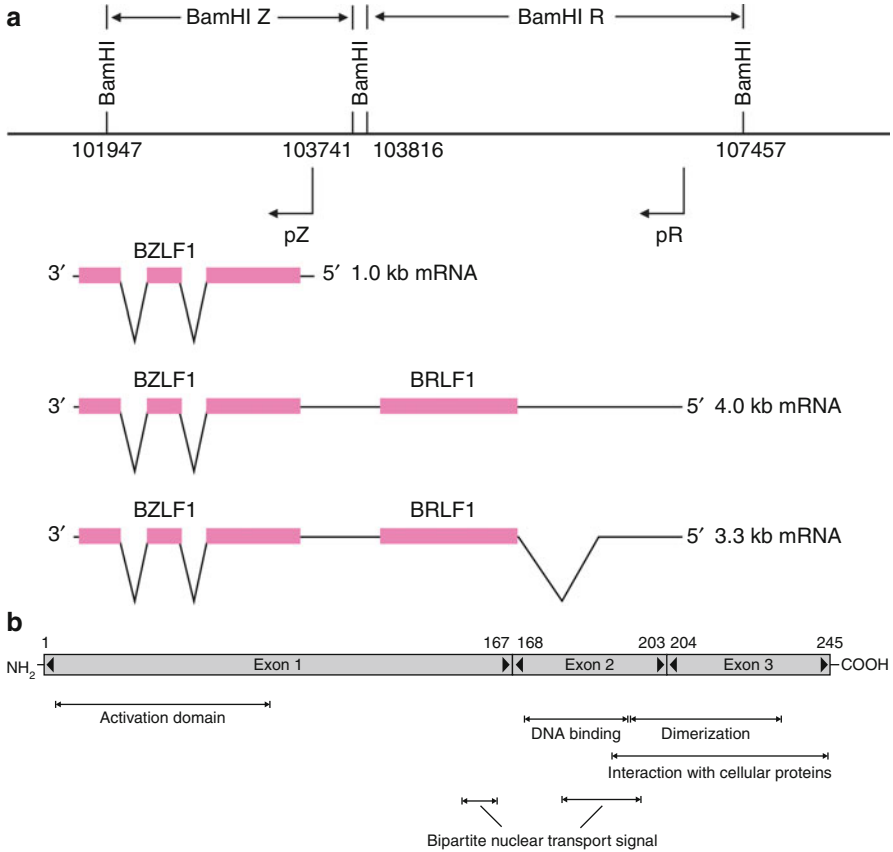 a
BamHI Z
BamHI R
BamHI
BamHI
BamHI
101947
103741
103816
107457
pZ
pR
BZLF1
3′
5′ 1.0 kb mRNA
BZLF1
BRLF1
3′
5′ 4.0 kb mRNA
BZLF1
BRLF1
3′
5′ 3.3 kb mRNA
b
1
167
168
203
204
245
NH2
Exon 1
Exon 2
Exon 3
COOH
Activation domain
DNA binding
Dimerization
Interaction with cellular proteins
Bipartite nuclear transport signal